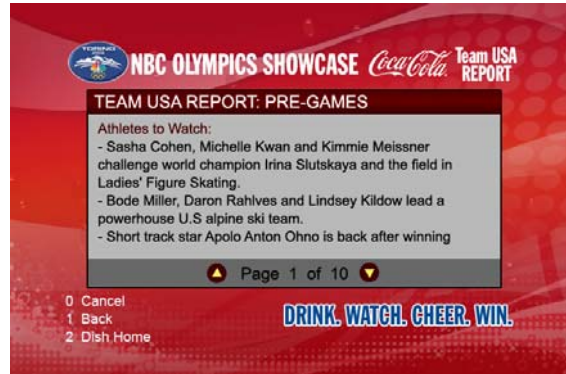 TORINO
2006
NBC OLYMPICS SHOWCASE Coca-Cola Team USA
REPORT
TEAM USA REPORT: PRE-GAMES
Athletes to Watch:
- Sasha Cohen, Michelle Kwan and Kimmie Meissner
challenge world champion Irina Slutskaya and the field in
Ladies' Figure Skating.
- Bode Miller, Daron Rahlves and Lindsey Kildow lead a
powerhouse U.S alpine ski team.
- Short track star Apolo Anton Ohno is back after winning
Page 1 of 10
0 Cancel
1 Back
2 Dish Home
DRINK. WATCH. CHEER. WIN.